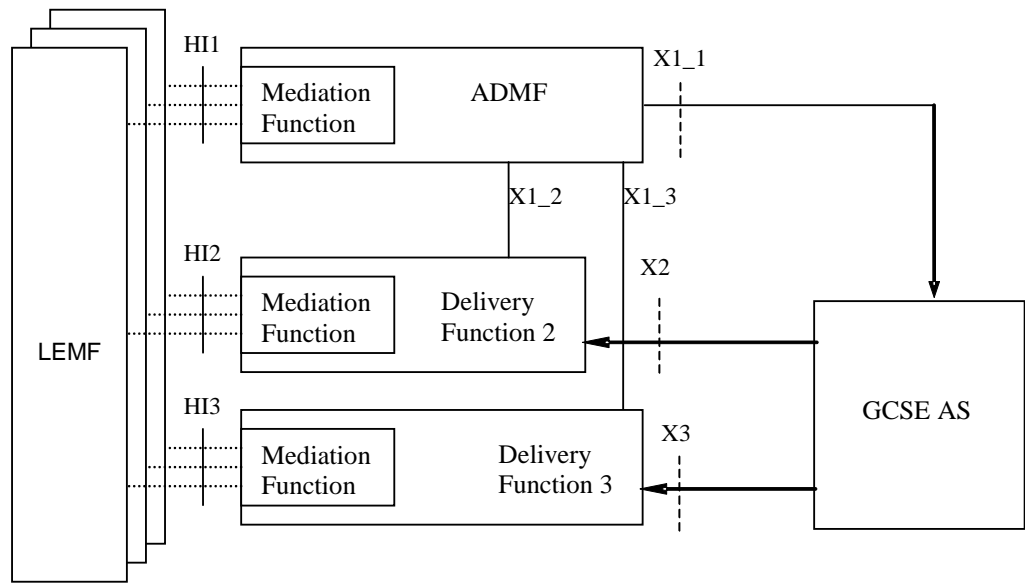 HI1
Mediation
Function
ADMF
X1_1
X1_2
X1_3
HI2
Mediation
Function
Delivery
Function 2
X2
LEMF
GCSE AS
HI3
Mediation
Function
Delivery
Function 3
X3